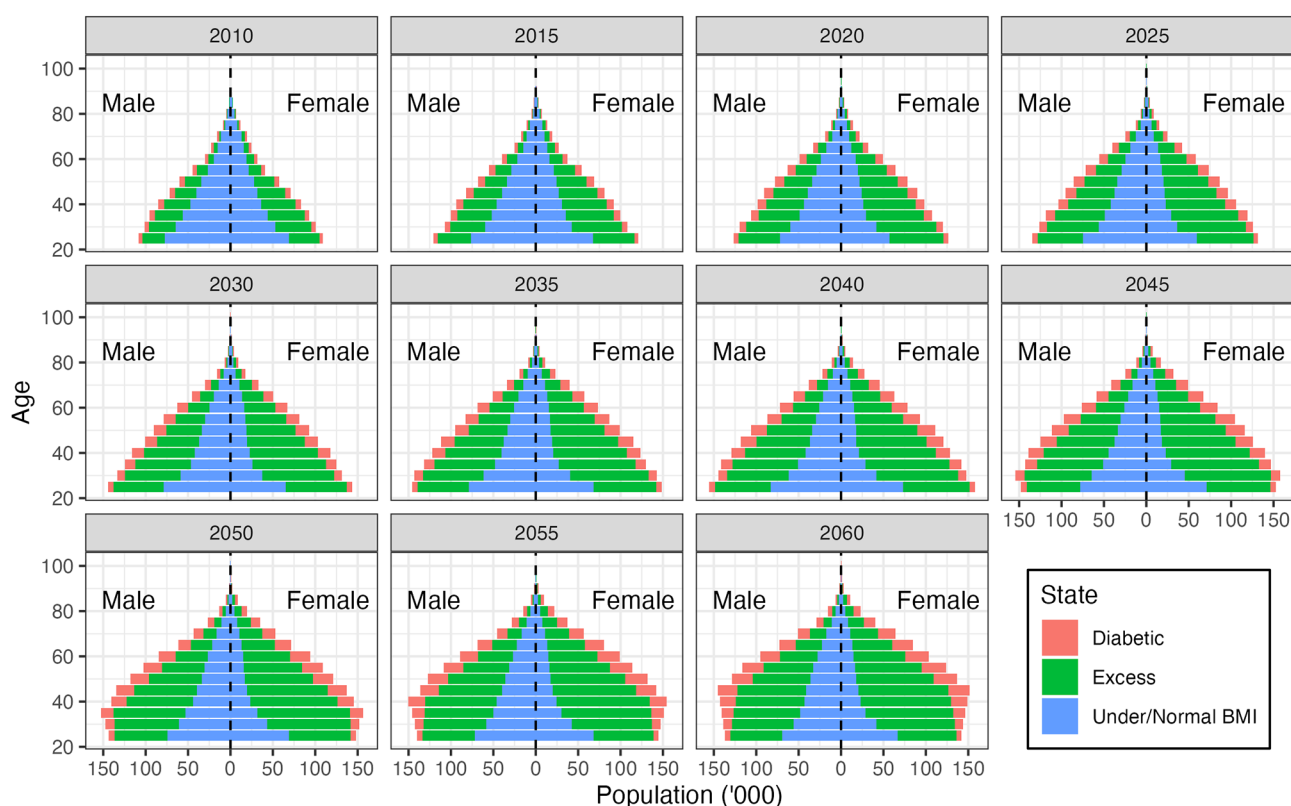 2010 2015 2020 2025
100 Male Female Male Female Male Female Male Female
80
60
40
20
2030 2035 2040 2045
Age
100 Male Female Male Female Male Female Male Female
80
60
40
20
150 100 50 0 50 100 150
2050 2055 2060
100 Male Female Male Female Male Female
80
60
40
20
150 100 50 0 50 100 150 150 100 50 0 50 100 150 150 100 50 0 50 100 150
Population ('000)
State
Diabetic
Excess
Under/Normal BMI